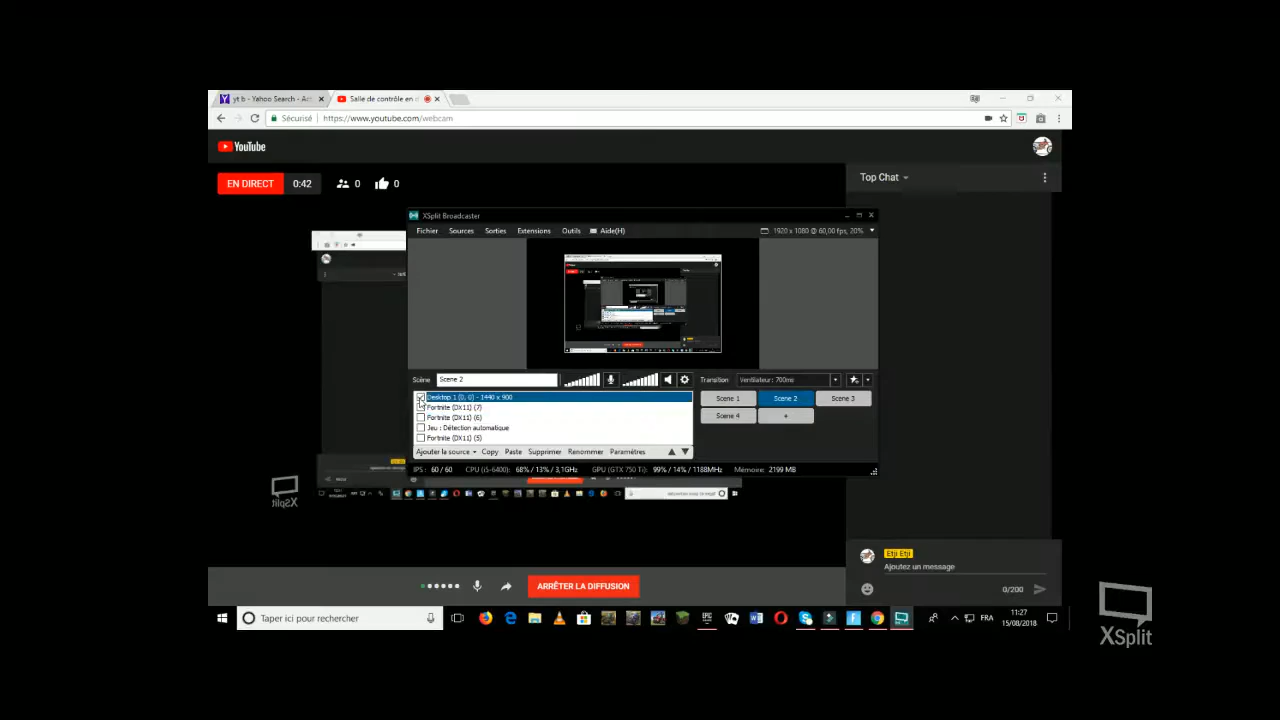 yt b - Yahoo Search - Act
Salle de contrôle en d
Sécurisé
https://www.youtube.com/webcam
YouTube
EN DIRECT 0:42 0 0
Top Chat
XSplit Broadcaster
Fichier Sources Sorties Extensions Outils Aide(H)
1920 x 1080 @ 60,00 fps, 20%
Scène Scene 2
Transition Ventilateur: 700ms
Desktop 1 (0, 0) - 1440 x 900
Fortnite (DX11) (7)
Fortnite (DX11) (6)
Jeu : Détection automatique
Fortnite (DX11) (5)
Scene 1 Scene 2 Scene 3
Scene 4 +
Ajouter la source Copy Paste Supprimer Renommer Paramètres
IPS : 60 / 60 CPU (i5-6400): 68% / 13% / 3,1GHz GPU (GTX 750 Ti): 99% / 14% / 1188MHz Mémoire: 2199 MB
XSplit
Etji Etji
Ajoutez un message
0/200
ARRÊTER LA DIFFUSION
Taper ici pour rechercher
EPIC
FRA
11:27
15/08/2018
XSplit